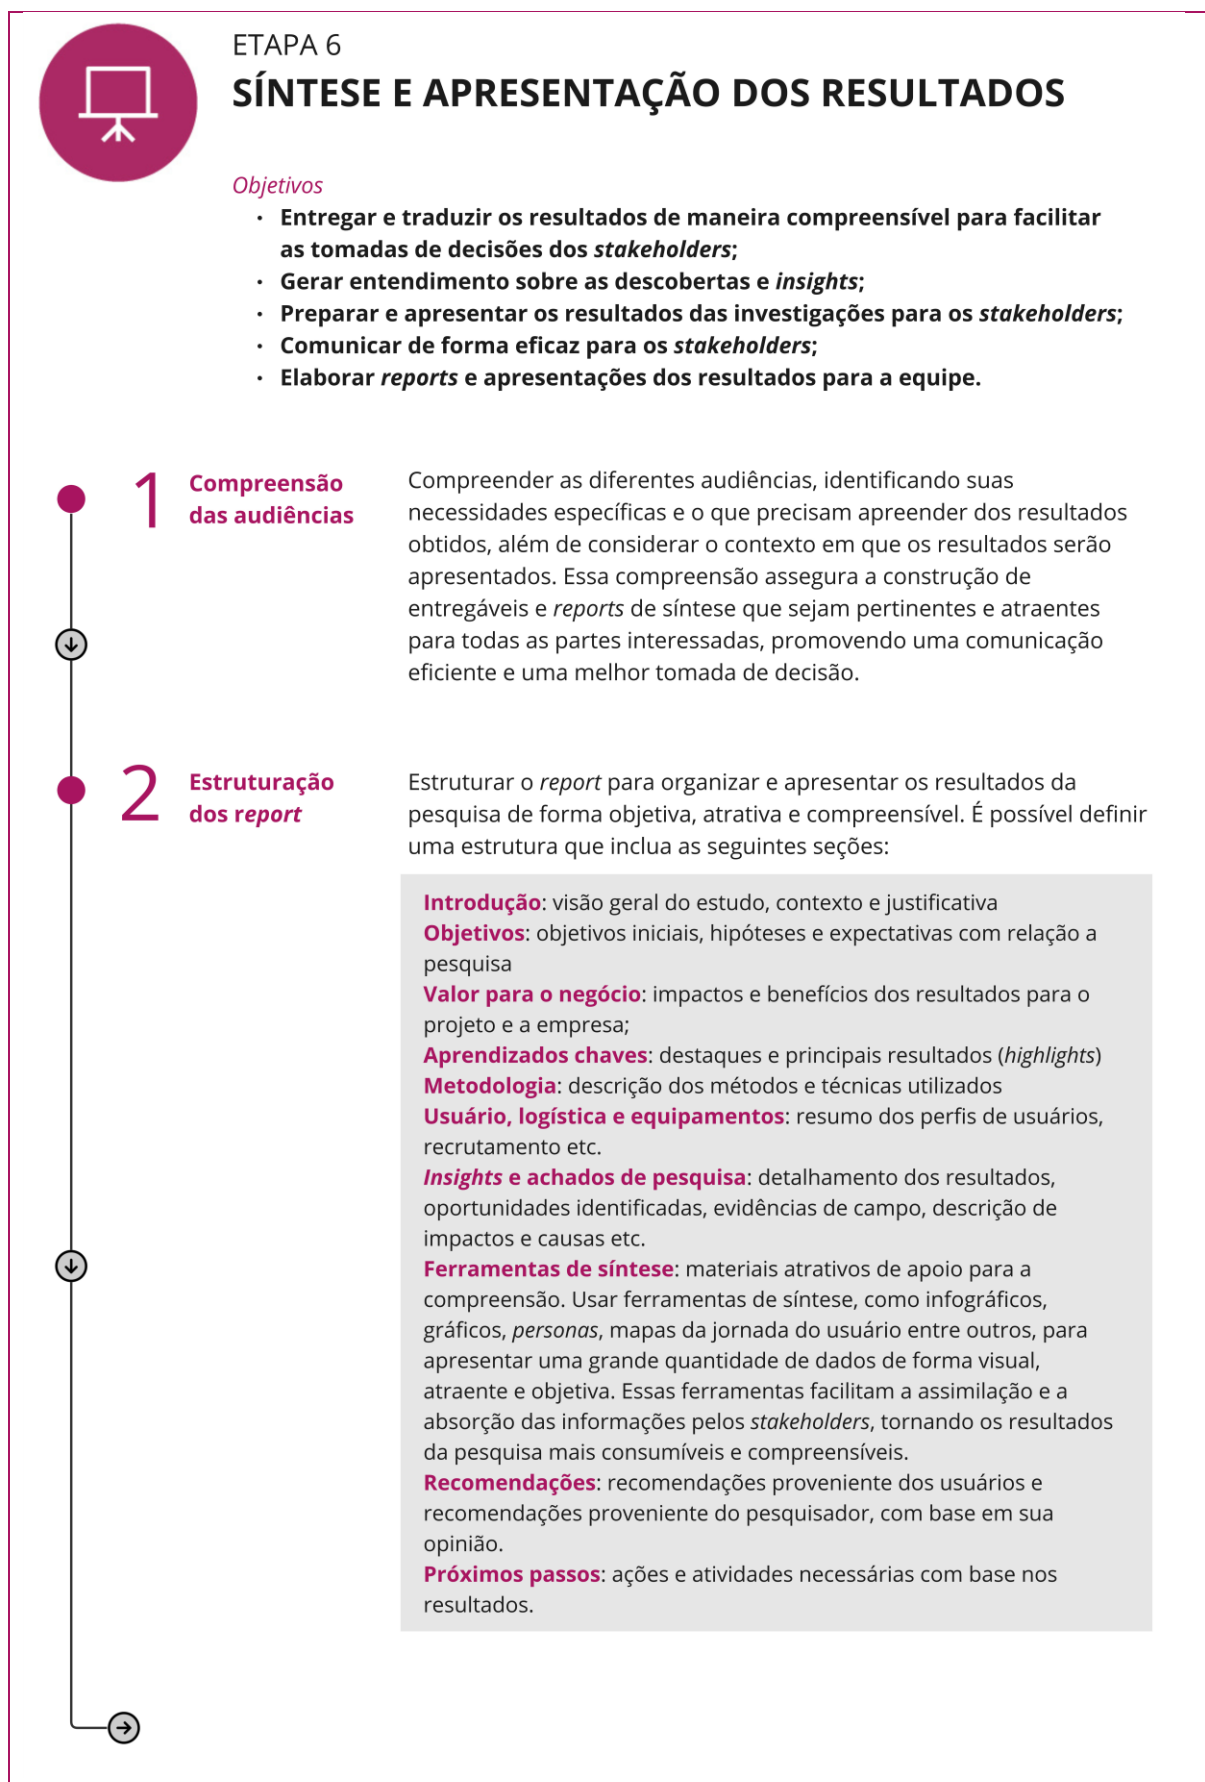 ETAPA 6
SÍNTESE E APRESENTAÇÃO DOS RESULTADOS
Objetivos
• Entregar e traduzir os resultados de maneira compreensível para facilitar
as tomadas de decisões dos stakeholders;
• Gerar entendimento sobre as descobertas e insights;
• Preparar e apresentar os resultados das investigações para os stakeholders;
• Comunicar de forma eficaz para os stakeholders;
• Elaborar reports e apresentações dos resultados para a equipe.
1
Compreensão
das audiências
Compreender as diferentes audiências, identificando suas
necessidades específicas e o que precisam apreender dos resultados
obtidos, além de considerar o contexto em que os resultados serão
apresentados. Essa compreensão assegura a construção de
entregáveis e reports de síntese que sejam pertinentes e atraentes
para todas as partes interessadas, promovendo uma comunicação
eficiente e uma melhor tomada de decisão.
2
Estruturação
dos report
Estruturar o report para organizar e apresentar os resultados da
pesquisa de forma objetiva, atrativa e compreensível. É possível definir
uma estrutura que inclua as seguintes seções:
Introdução: visão geral do estudo, contexto e justificativa
Objetivos: objetivos iniciais, hipóteses e expectativas com relação a
pesquisa
Valor para o negócio: impactos e benefícios dos resultados para o
projeto e a empresa;
Aprendizados chaves: destaques e principais resultados (highlights)
Metodologia: descrição dos métodos e técnicas utilizados
Usuário, logística e equipamentos: resumo dos perfis de usuários,
recrutamento etc.
Insights e achados de pesquisa: detalhamento dos resultados,
oportunidades identificadas, evidências de campo, descrição de
impactos e causas etc.
Ferramentas de síntese: materiais atrativos de apoio para a
compreensão. Usar ferramentas de síntese, como infográficos,
gráficos, personas, mapas da jornada do usuário entre outros, para
apresentar uma grande quantidade de dados de forma visual,
atraente e objetiva. Essas ferramentas facilitam a assimilação e a
absorção das informações pelos stakeholders, tornando os resultados
da pesquisa mais consumíveis e compreensíveis.
Recomendações: recomendações proveniente dos usuários e
recomendações proveniente do pesquisador, com base em sua
opinião.
Próximos passos: ações e atividades necessárias com base nos
resultados.